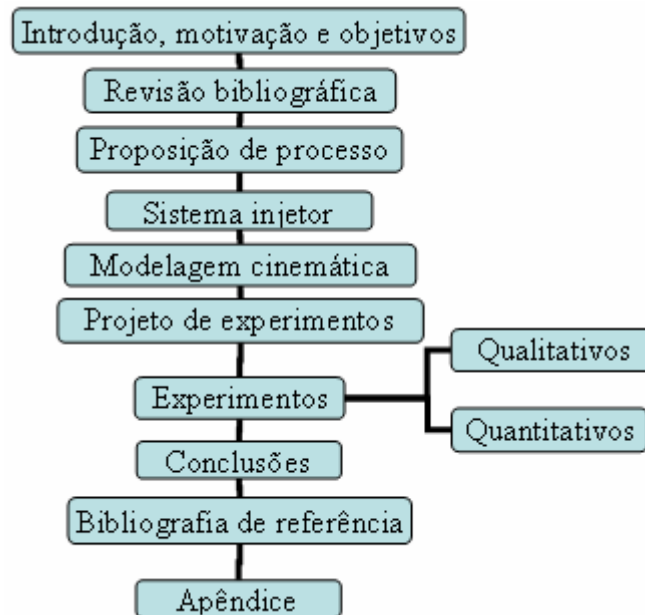 Introdução, motivação e objetivos
Revisão bibliográfica
Proposição de processo
Sistema injetor
Modelagem cinemática
Projeto de experimentos
Qualitativos
Experimentos
Quantitativos
Conclusões
Bibliografia de referência
Apêndice